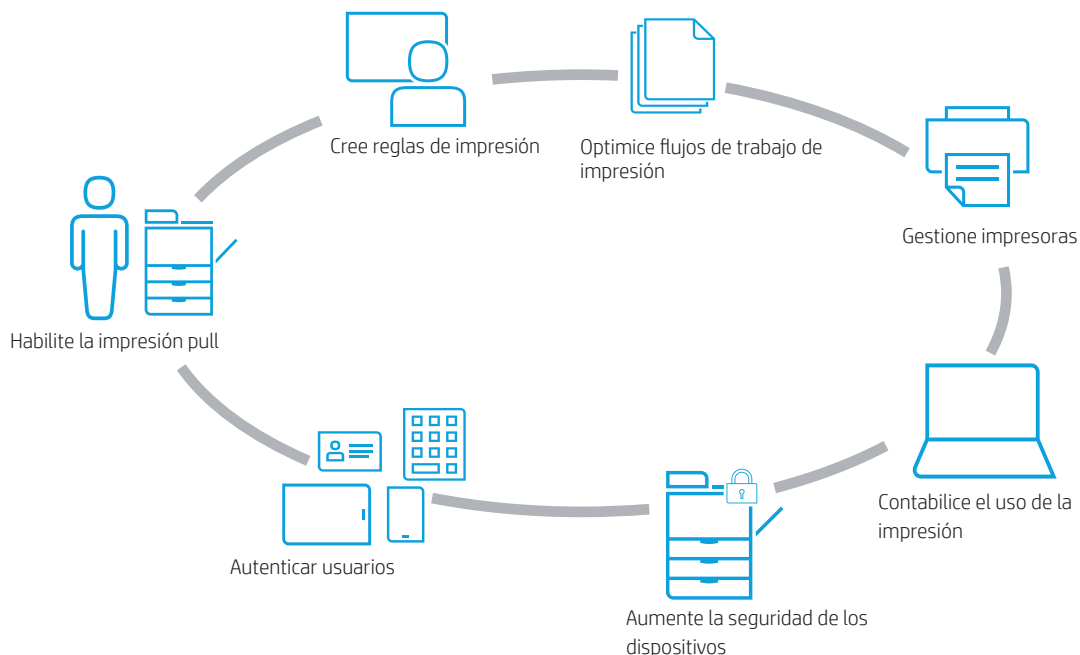 Cree reglas de impresión
Optimice flujos de trabajo de
impresión
Gestione impresoras
Habilite la impresión pull
Contabilice el uso de la
impresión
Autenticar usuarios
Aumente la seguridad de los
dispositivos